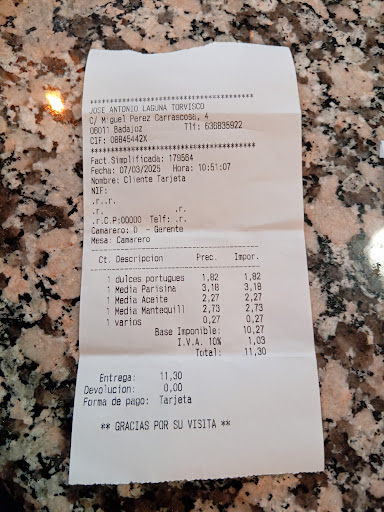 ****************************************
JOSE ANTONIO LAGUNA TORVISCO
C/ Miguel Perez Carrascosa, 4
06011 Badajoz Tlf: 636835922
CIF: 08845442X
****************************************
Fact.Simplificada: 179564
Fecha: 07/03/2025 Hora: 10:51:07
Nombre: Cliente Tarjeta
NIF:
.r..r.
.r. .r.
.r.C.P:00000 Telf: .r.
Camarero: 0 - Gerente
Mesa: Camarero
Ct. Descripcion Prec. Impor.
1 dulces portugues 1,82 1,82
1 Media Parisina 3,18 3,18
1 Media Aceite 2,27 2,27
1 Media Mantequill 2,73 2,73
1 varios 0,27 0,27
Base Imponible: 10,27
I.V.A. 10% 1,03
Total: 11,30
Entrega: 11,30
Devolucion: 0,00
Forma de pago: Tarjeta
** GRACIAS POR SU VISITA **